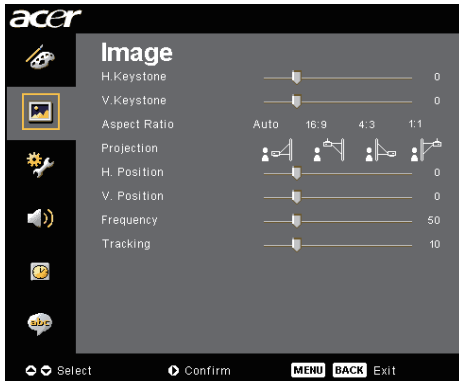 acer
Image
H.Keystone 0
V.Keystone 0
Aspect Ratio Auto 16:9 4:3 1:1
Projection
H. Position 0
V. Position 0
Frequency 50
Tracking 10
abc
Select Confirm MENU BACK Exit